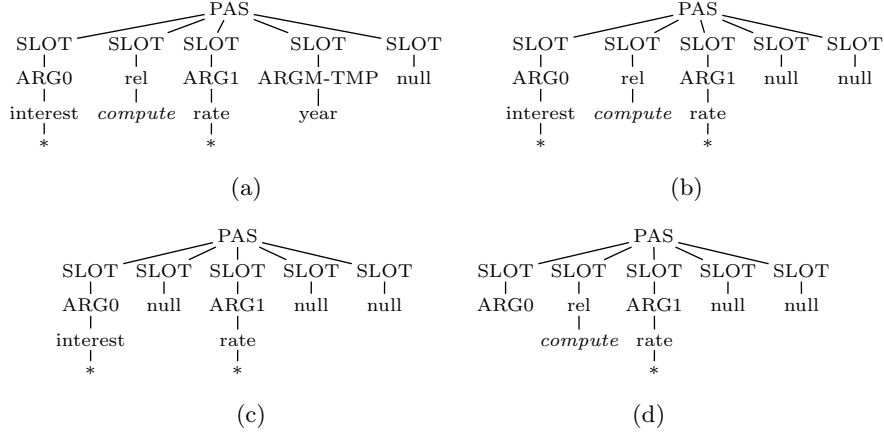 PAS PAS
SLOT SLOT SLOT SLOT SLOT SLOT SLOT SLOT SLOT SLOT
ARG0 rel ARG1 ARGM-TMP null ARG0 rel ARG1 null null
interest compute rate year interest compute rate
* * * *
(a) (b)
PAS PAS
SLOT SLOT SLOT SLOT SLOT SLOT SLOT SLOT SLOT SLOT
ARG0 null ARG1 null null ARG0 rel ARG1 null null
interest rate compute rate
* * *
(c) (d)